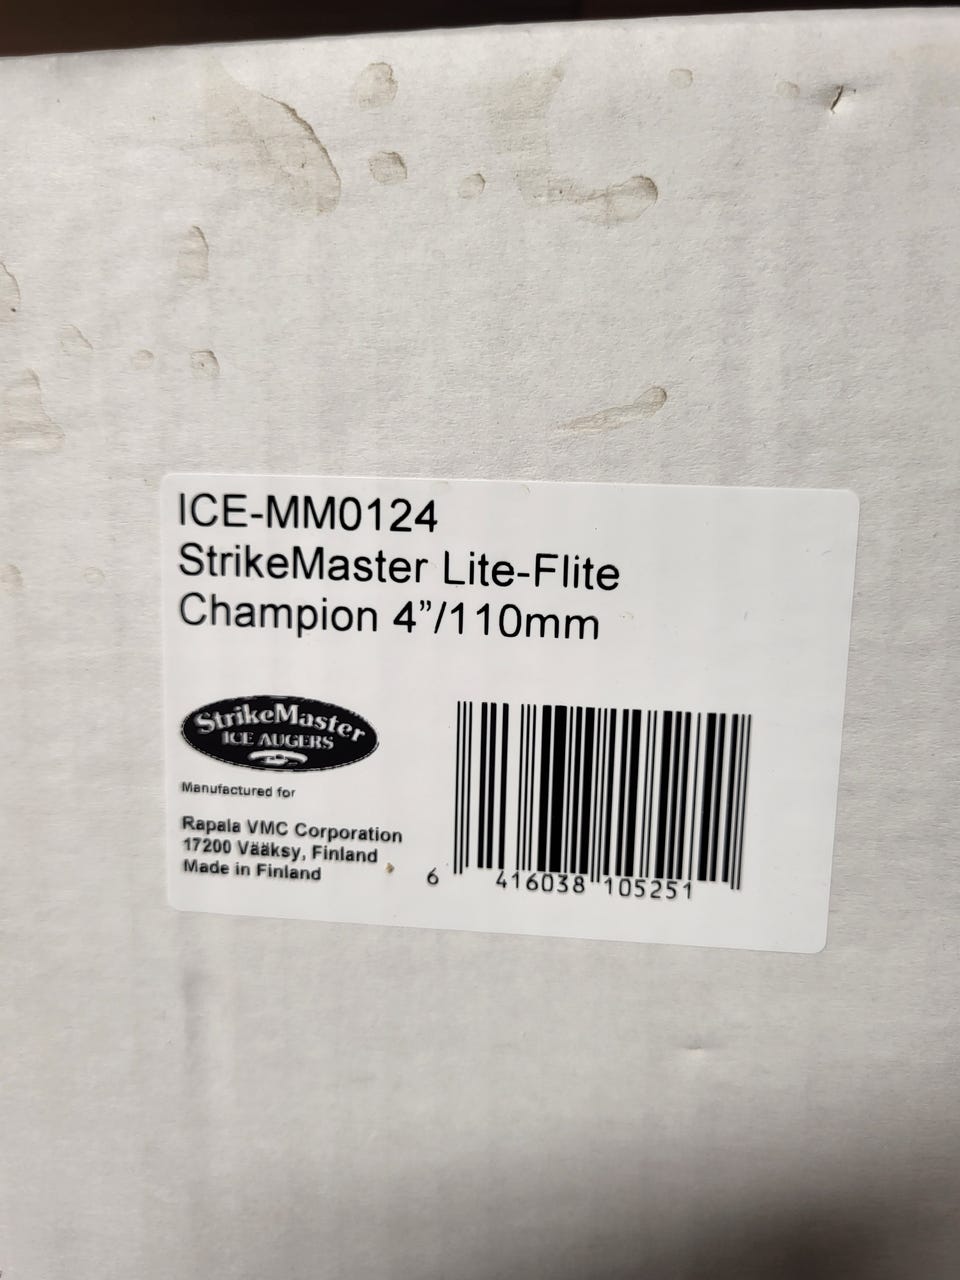 ICE-MM0124
StrikeMaster Lite-Flite
Champion 4”/110mm
StrikeMaster
ICE AUGERS
Manufactured for
Rapala VMC Corporation
17200 Vääksy, Finland
Made in Finland
6 416038 105251